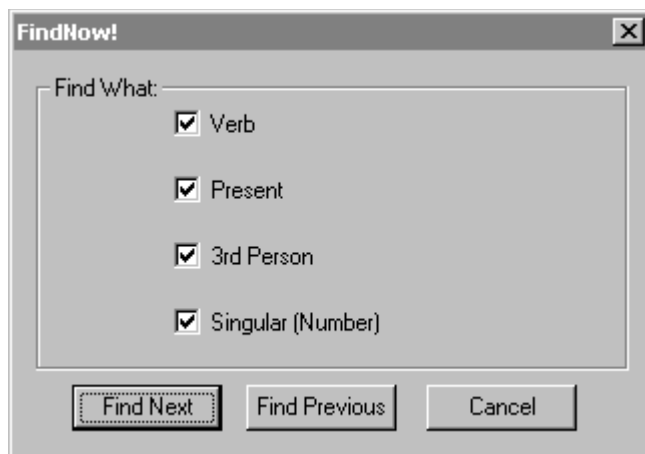 FindNow!
Find What:
Verb
Present
3rd Person
Singular (Number)
Find Next Find Previous Cancel